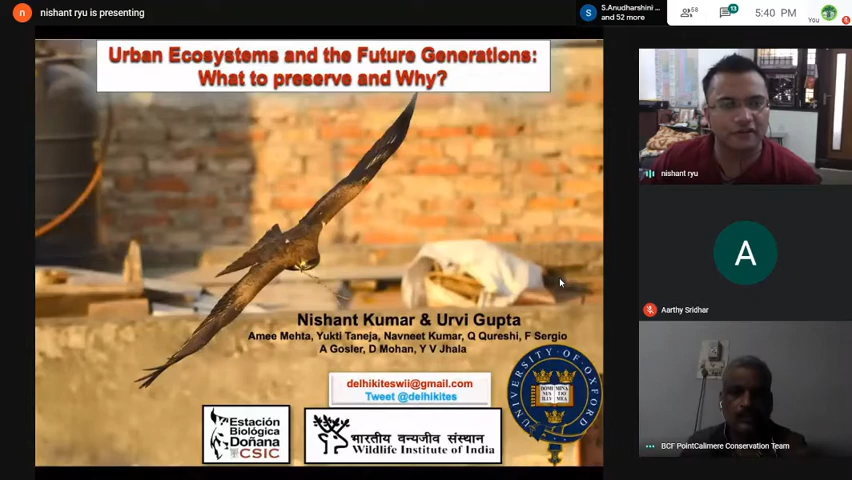 nishant ryu is presenting
S
S.Anudharshini ...
and 52 more
58
13
5:40 PM
You
Urban Ecosystems and the Future Generations:
What to preserve and Why?
Nishant Kumar & Urvi Gupta
Amee Mehta, Yukti Taneja, Navneet Kumar, Q Qureshi, F Sergio
A Gosler, D Mohan, Y V Jhala
delhikiteswii@gmail.com
Tweet @delhikites
Estación
Biológica
Doñana
CSIC
भारतीय वन्यजीव संस्थान
Wildlife Institute of India
UNIVERSITY OF OXFORD
nishant ryu
A
Aarthy Sridhar
BCF PointCalimere Conservation Team